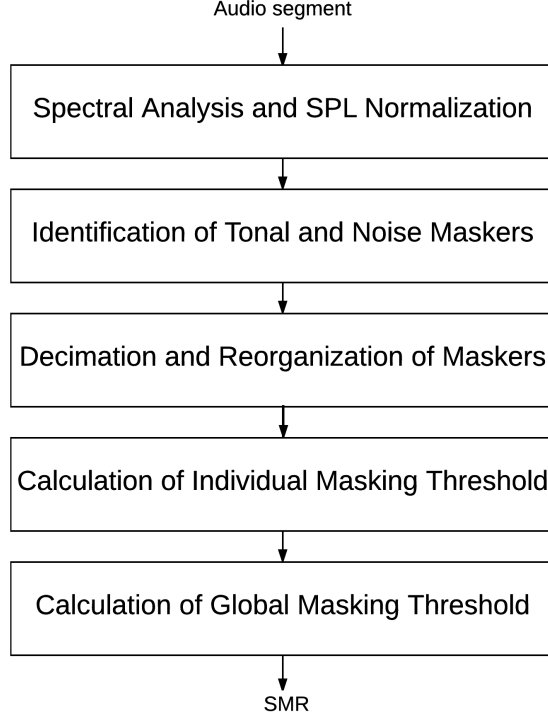 Audio segment
Spectral Analysis and SPL Normalization
Identification of Tonal and Noise Maskers
Decimation and Reorganization of Maskers
Calculation of Individual Masking Threshold
Calculation of Global Masking Threshold
SMR